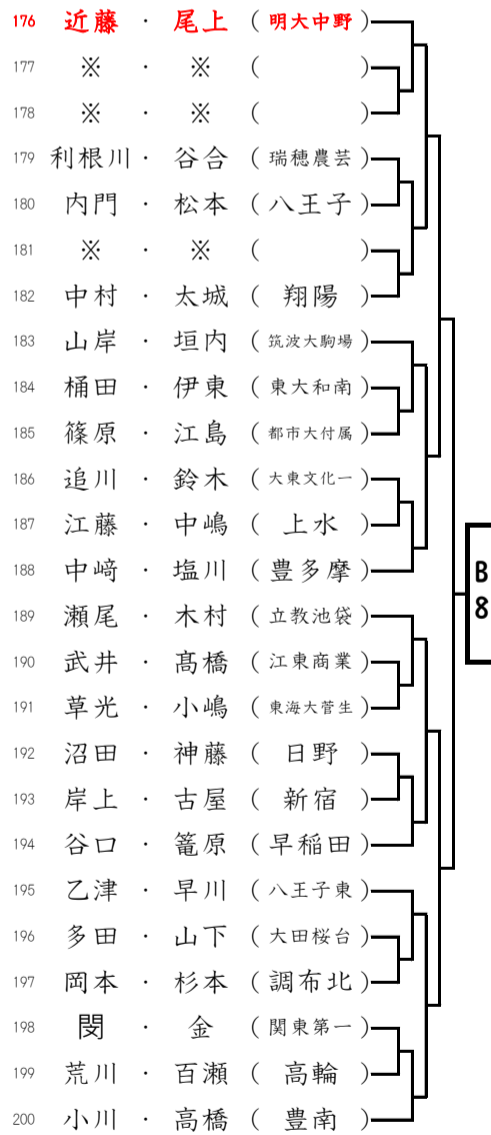 176 近藤 ・ 尾上 ( 明大中野 )
177 ※ ・ ※ ( )
178 ※ ・ ※ ( )
179 利根川 ・ 谷合 ( 瑞穂農芸 )
180 内門 ・ 松本 ( 八王子 )
181 ※ ・ ※ ( )
182 中村 ・ 太城 ( 翔陽 )
183 山岸 ・ 垣内 ( 筑波大駒場 )
184 桶田 ・ 伊東 ( 東大和南 )
185 篠原 ・ 江島 ( 都市大付属 )
186 追川 ・ 鈴木 ( 大東文化一 )
187 江藤 ・ 中嶋 ( 上水 )
188 中﨑 ・ 塩川 ( 豊多摩 )
189 瀬尾 ・ 木村 ( 立教池袋 )
190 武井 ・ 髙橋 ( 江東商業 )
191 草光 ・ 小嶋 ( 東海大菅生 )
192 沼田 ・ 神藤 ( 日野 )
193 岸上 ・ 古屋 ( 新宿 )
194 谷口 ・ 篭原 ( 早稲田 )
195 乙津 ・ 早川 ( 八王子東 )
196 多田 ・ 山下 ( 大田桜台 )
197 岡本 ・ 杉本 ( 調布北 )
198 閔 ・ 金 ( 関東第一 )
199 荒川 ・ 百瀬 ( 高輪 )
200 小川 ・ 高橋 ( 豊南 )
B
8